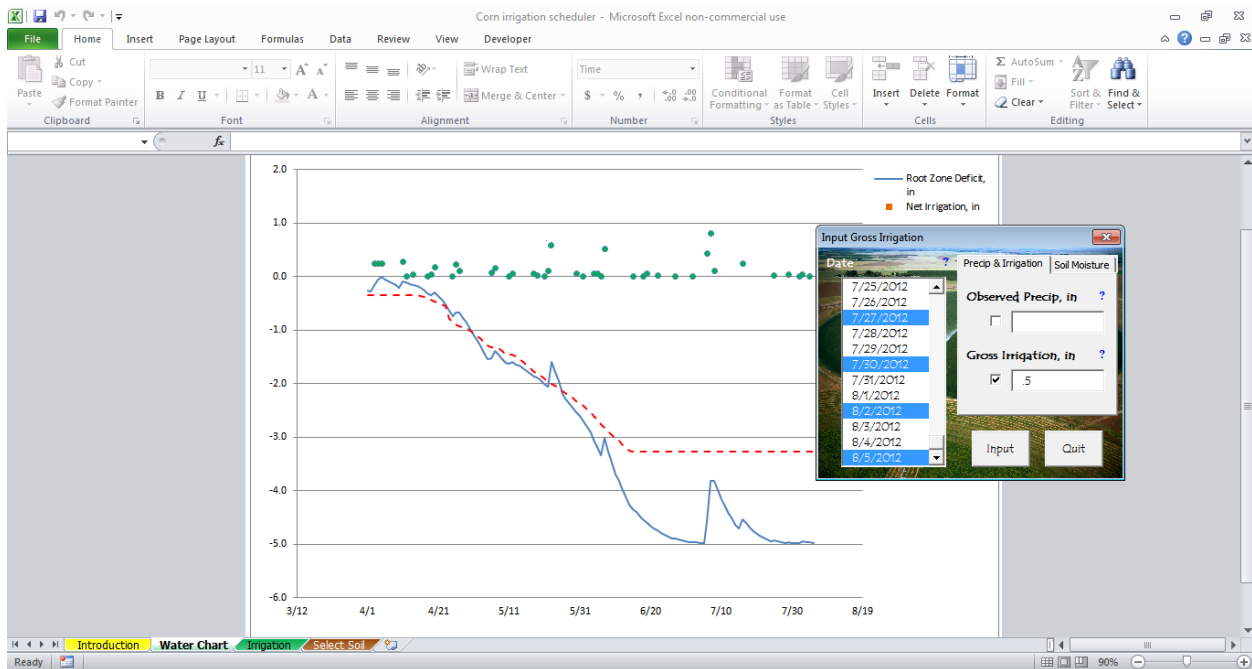 Corn irrigation scheduler - Microsoft Excel non-commercial use
File Home Insert Page Layout Formulas Data Review View Developer
Cut
Copy
Format Painter
Paste
Clipboard
11
B I U
Font
Wrap Text
Merge & Center
Alignment
Time
$ % ,
Number
Conditional Formatting
Format as Table
Cell Styles
Styles
Insert Delete Format
Cells
AutoSum
Fill
Clear
Sort & Filter
Find & Select
Editing
fx
2.0
1.0
0.0
-1.0
-2.0
-3.0
-4.0
-5.0
-6.0
3/12 4/1 4/21 5/11 5/31 6/20 7/10 7/30 8/19
Root Zone Deficit,
in
Net Irrigation, in
Input Gross Irrigation
Date ?
7/25/2012
7/26/2012
7/27/2012
7/28/2012
7/29/2012
7/30/2012
7/31/2012
8/1/2012
8/2/2012
8/3/2012
8/4/2012
8/5/2012
Precip & Irrigation Soil Moisture
Observed Precip, in ?
Gross Irrigation, in ?
.5
Input Quit
Introduction Water Chart Irrigation Select Soil
Ready 90%